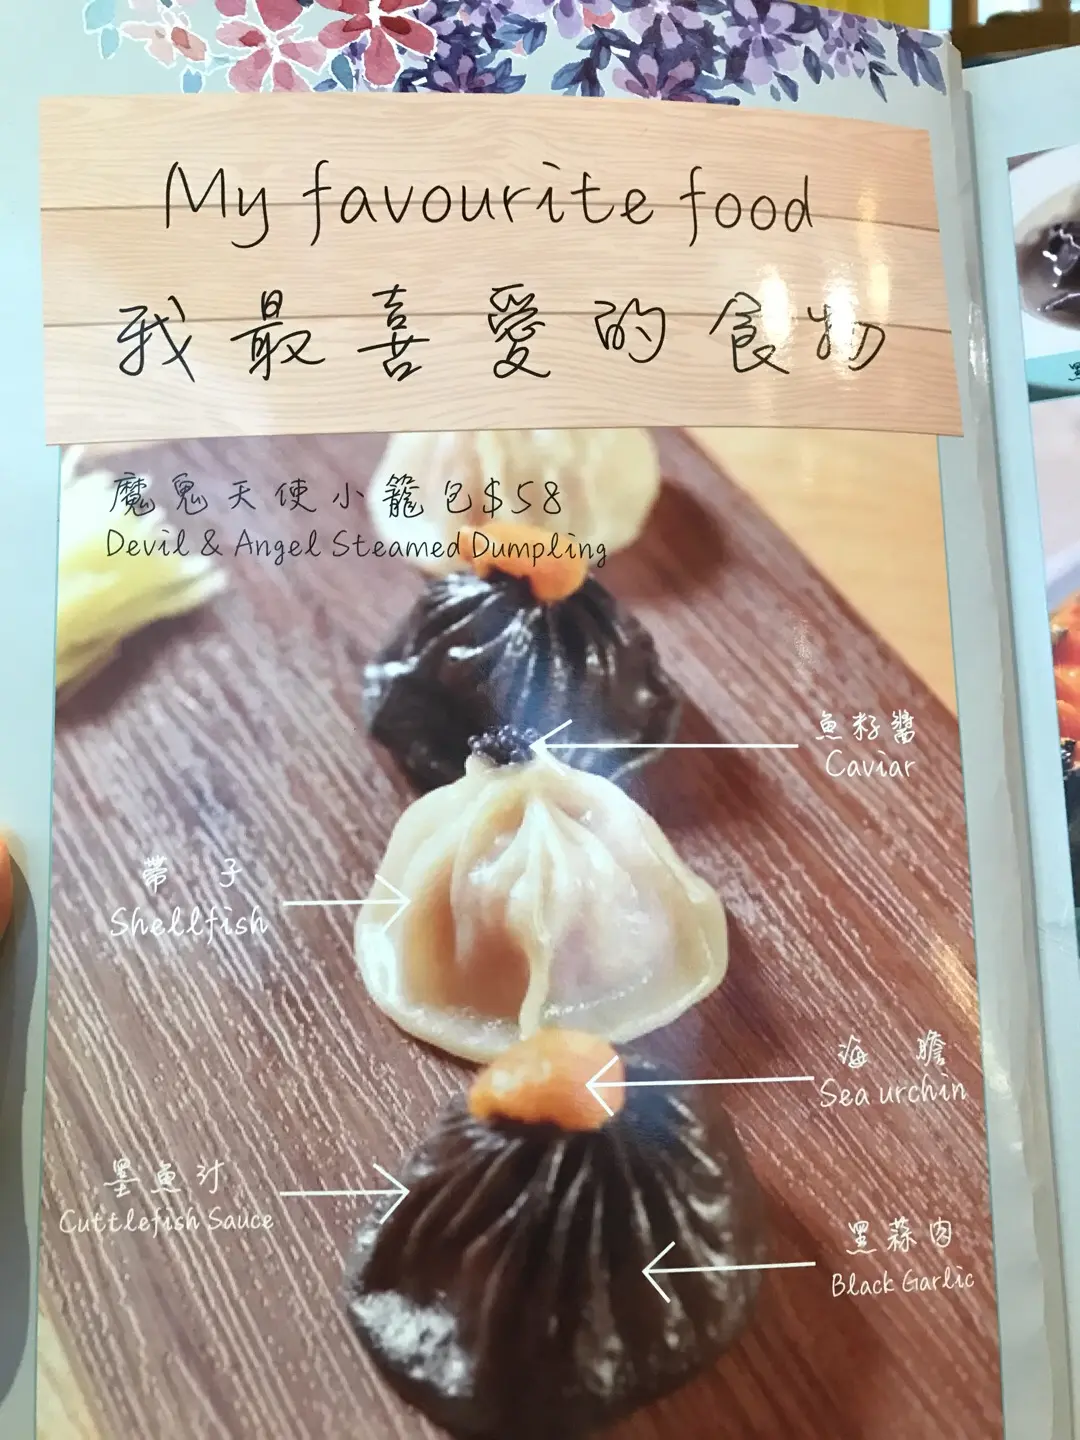 My favourite food
我最喜愛的食物
魔鬼天使小籠包$58
Devil & Angel Steamed Dumpling
魚籽醬
Caviar
帶子
Shellfish
海膽
Sea urchin
墨魚汁
Cuttlefish Sauce
黑蒜肉
Black Garlic